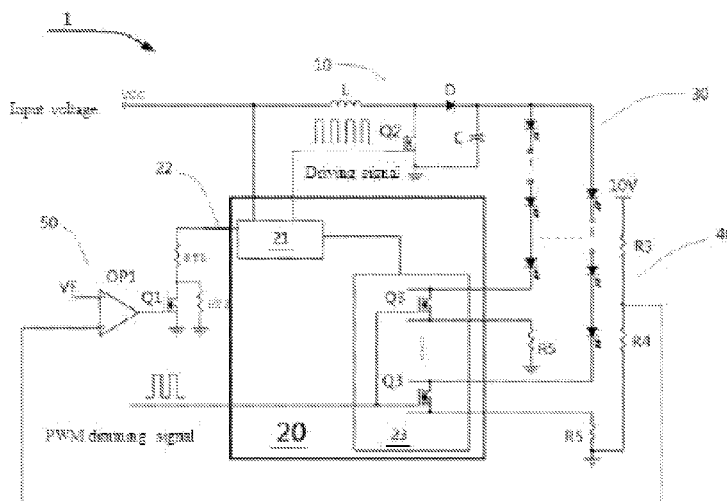 1
10
L
D
30
Input voltage
VCC
Q2
C
22
Driving signal
10V
21
50
R3
40
OP1
Q1
Q3
R4
R5
Q3
PWM dimming signal
20
23
R5